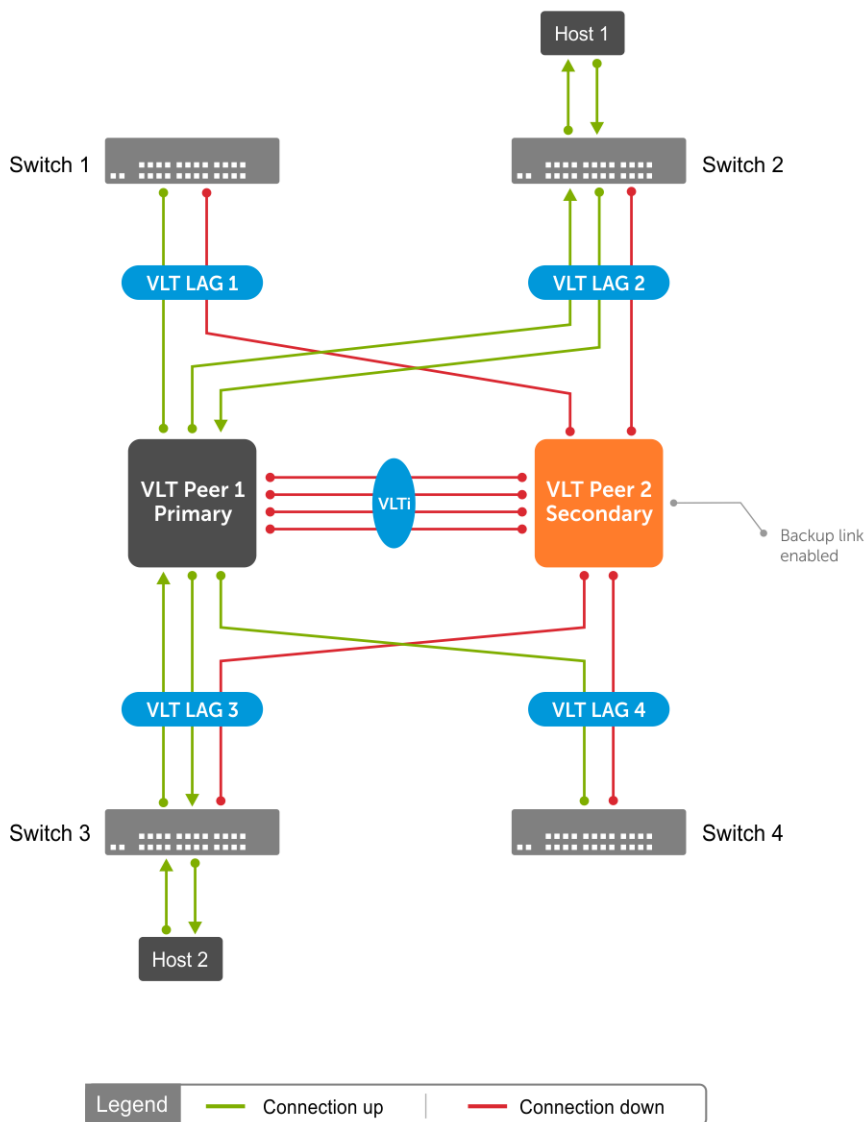 Host 1
Switch 1
Switch 2
VLT LAG 1
VLT LAG 2
VLT Peer 1
Primary
VLTi
VLT Peer 2
Secondary
Backup link
enabled
VLT LAG 3
VLT LAG 4
Switch 3
Switch 4
Host 2
Legend
Connection up
Connection down